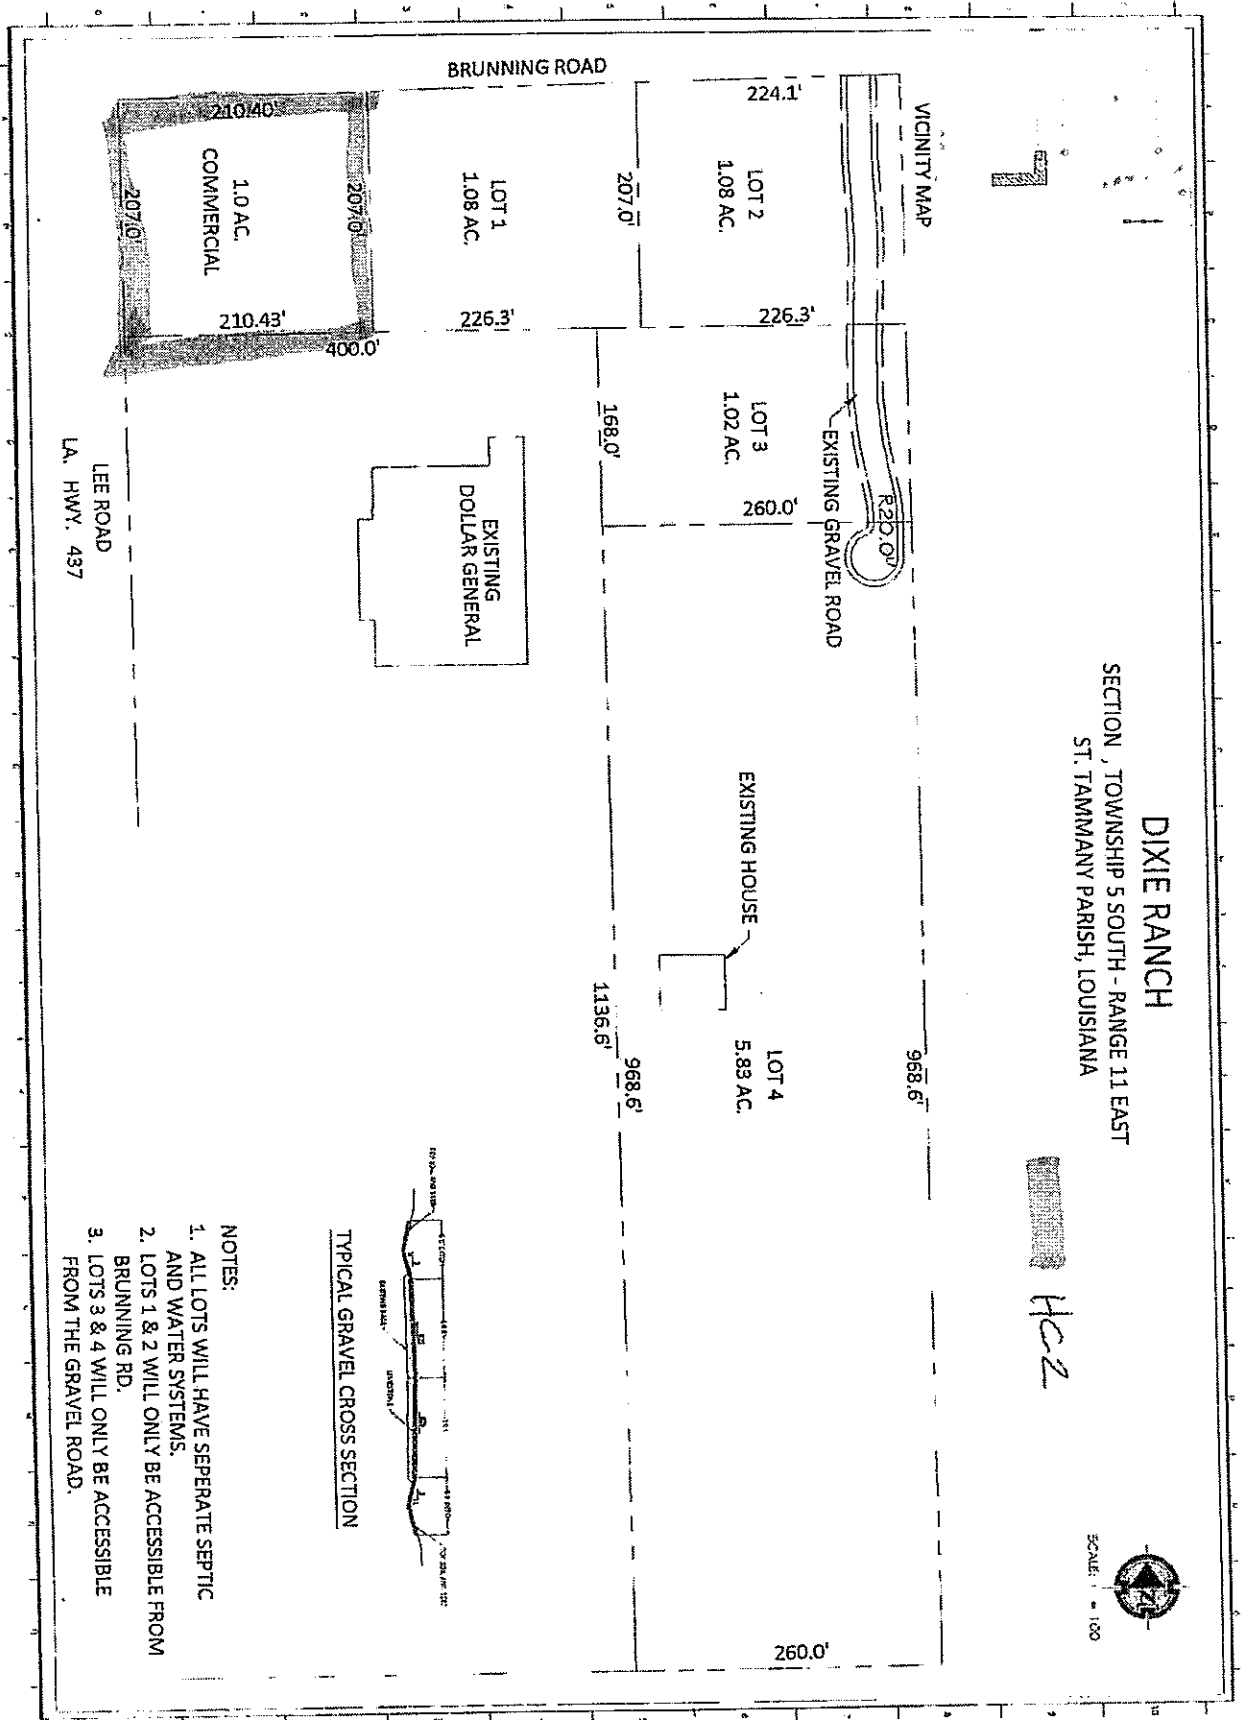 DIXIE RANCH
SECTION , TOWNSHIP 5 SOUTH - RANGE 11 EAST
ST. TAMMANY PARISH, LOUISIANA
HC-2
SCALE: 1" = 100
VICINITY MAP
BRUNNING ROAD
224.1'
LOT 2
1.08 AC.
226.3'
207.0'
LOT 1
1.08 AC.
226.3'
210.40'
207.0'
1.0 AC.
COMMERCIAL
207.0'
210.43'
400.0'
EXISTING GRAVEL ROAD
R20.0'
LOT 3
1.02 AC.
260.0'
168.0'
EXISTING
DOLLAR GENERAL
LEE ROAD
LA. HWY. 437
EXISTING HOUSE
LOT 4
5.83 AC.
968.6'
968.6'
1136.6'
260.0'
TYPICAL GRAVEL CROSS SECTION
NOTES:
1. ALL LOTS WILL HAVE SEPERATE SEPTIC
AND WATER SYSTEMS.
2. LOTS 1 & 2 WILL ONLY BE ACCESSIBLE FROM
BRUNNING RD.
3. LOTS 3 & 4 WILL ONLY BE ACCESSIBLE
FROM THE GRAVEL ROAD.